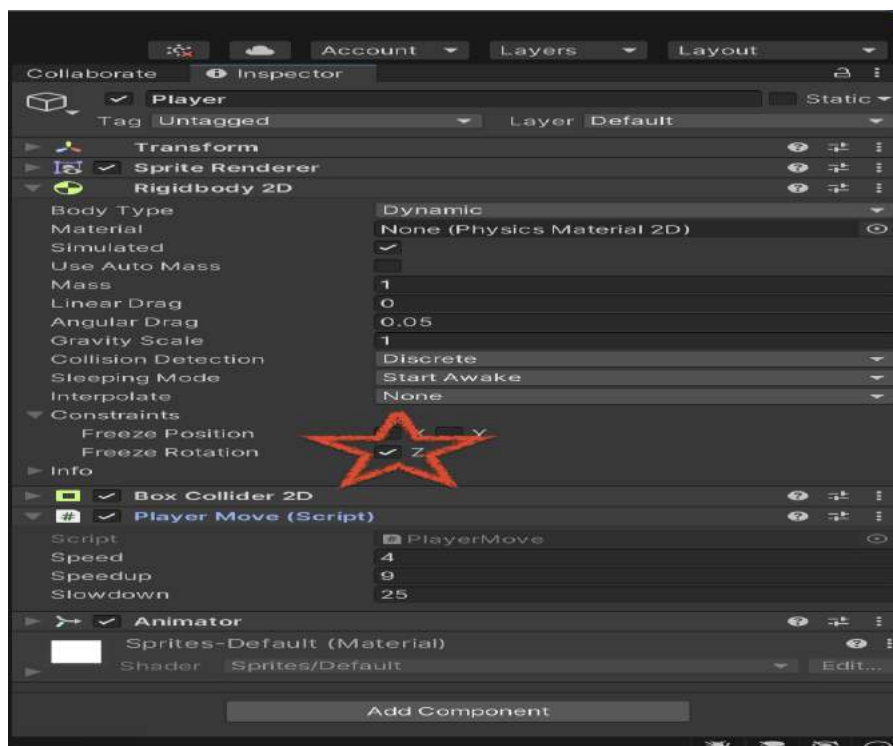 Account Layers Layout
Collaborate Inspector
Player Static
Tag Untagged Layer Default
Transform
Sprite Renderer
Rigidbody 2D
Body Type Dynamic
Material None (Physics Material 2D)
Simulated
Use Auto Mass
Mass 1
Linear Drag 0
Angular Drag 0.05
Gravity Scale 1
Collision Detection Discrete
Sleeping Mode Start Awake
Interpolate None
Constraints
Freeze Position X Y
Freeze Rotation Z
Info
Box Collider 2D
# Player Move (Script)
Script # PlayerMove
Speed 4
Speedup 9
Slowdown 25
Animator
Sprites-Default (Material)
Shader Sprites/Default Edit...
Add Component